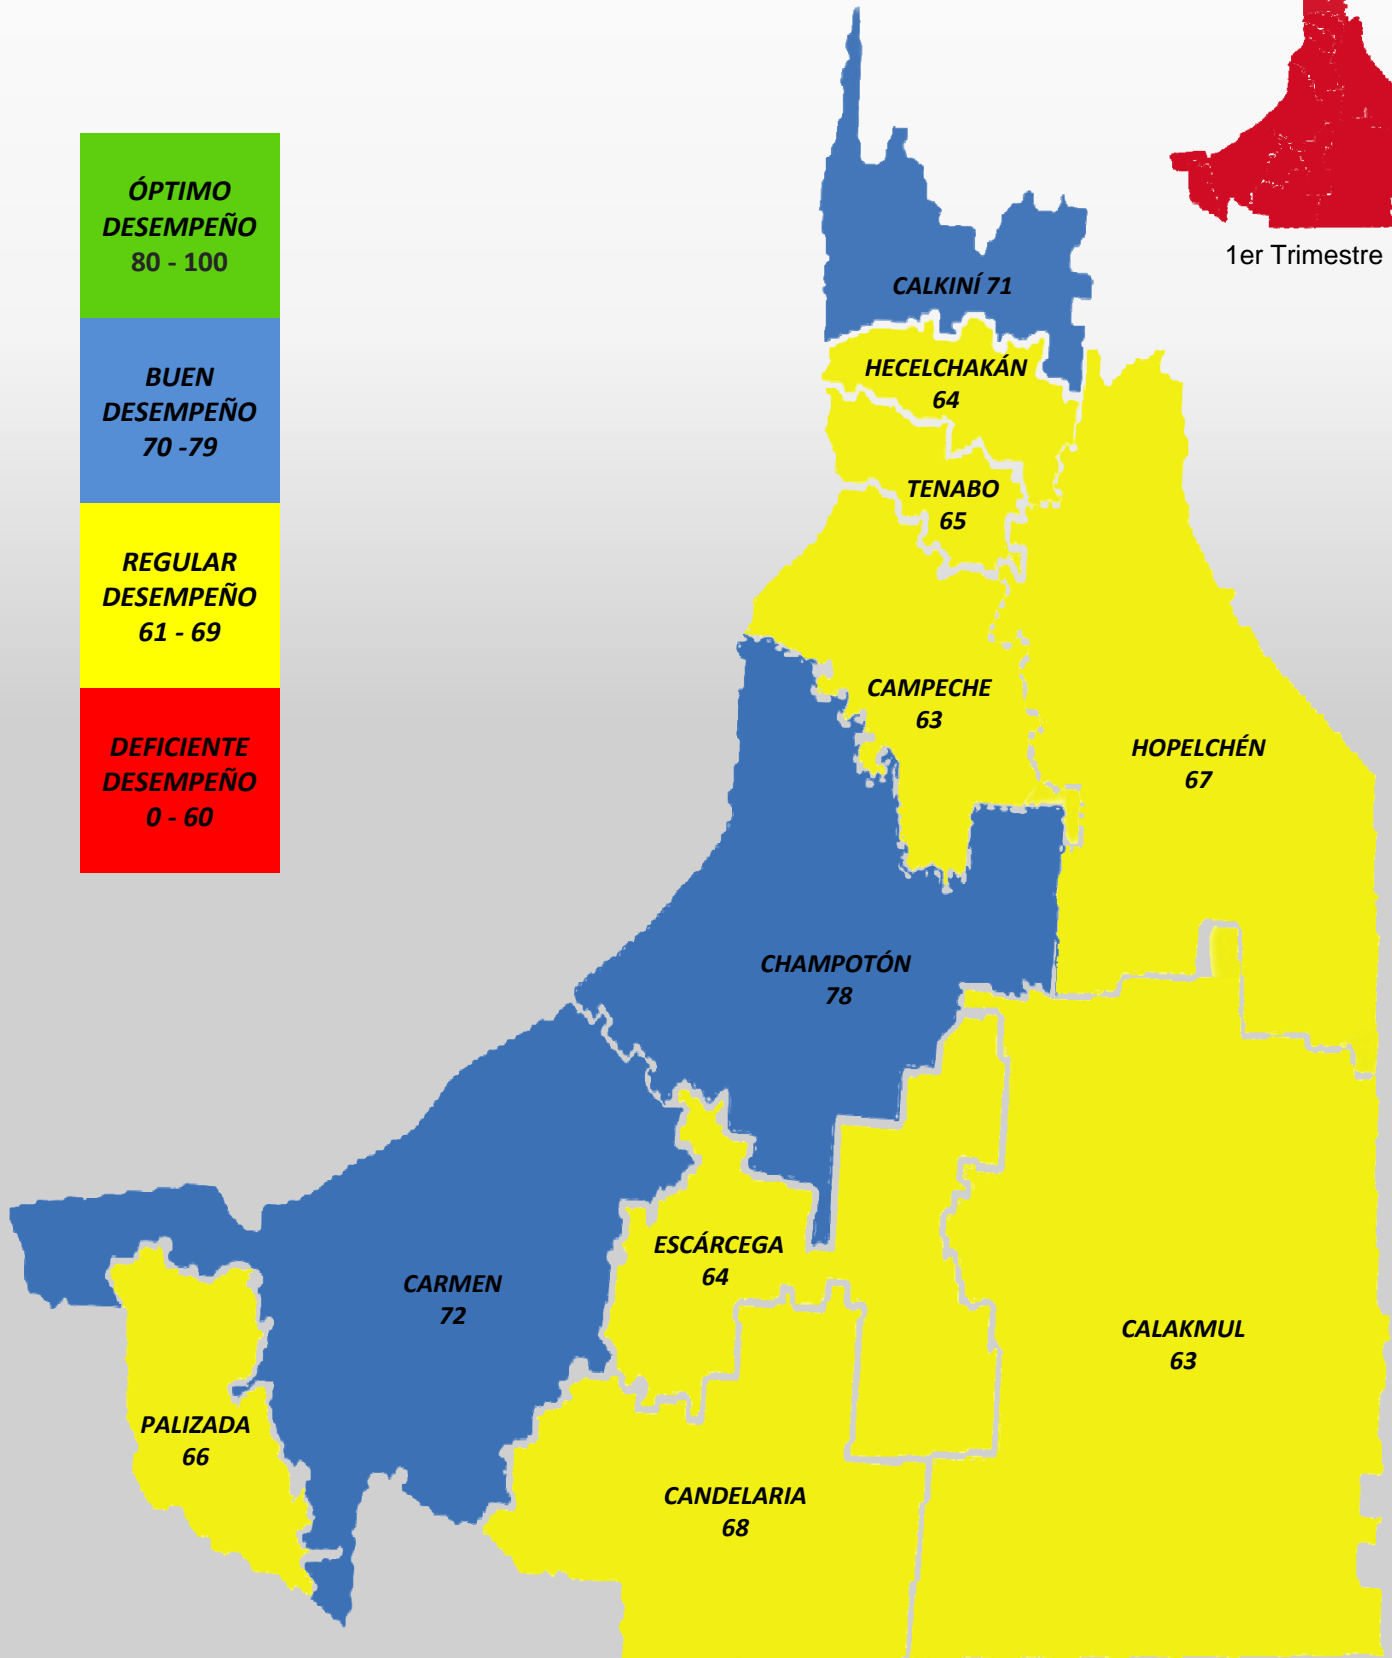 ÓPTIMO
DESEMPEÑO
80 - 100
BUEN
DESEMPEÑO
70 -79
REGULAR
DESEMPEÑO
61 - 69
DEFICIENTE
DESEMPEÑO
0 - 60
1er Trimestre
CALKINÍ 71
HECELCHAKÁN
64
TENABO
65
CAMPECHE
63
HOPELCHÉN
67
CHAMPOTÓN
78
ESCÁRCEGA
64
CARMEN
72
CALAKMUL
63
PALIZADA
66
CANDELARIA
68